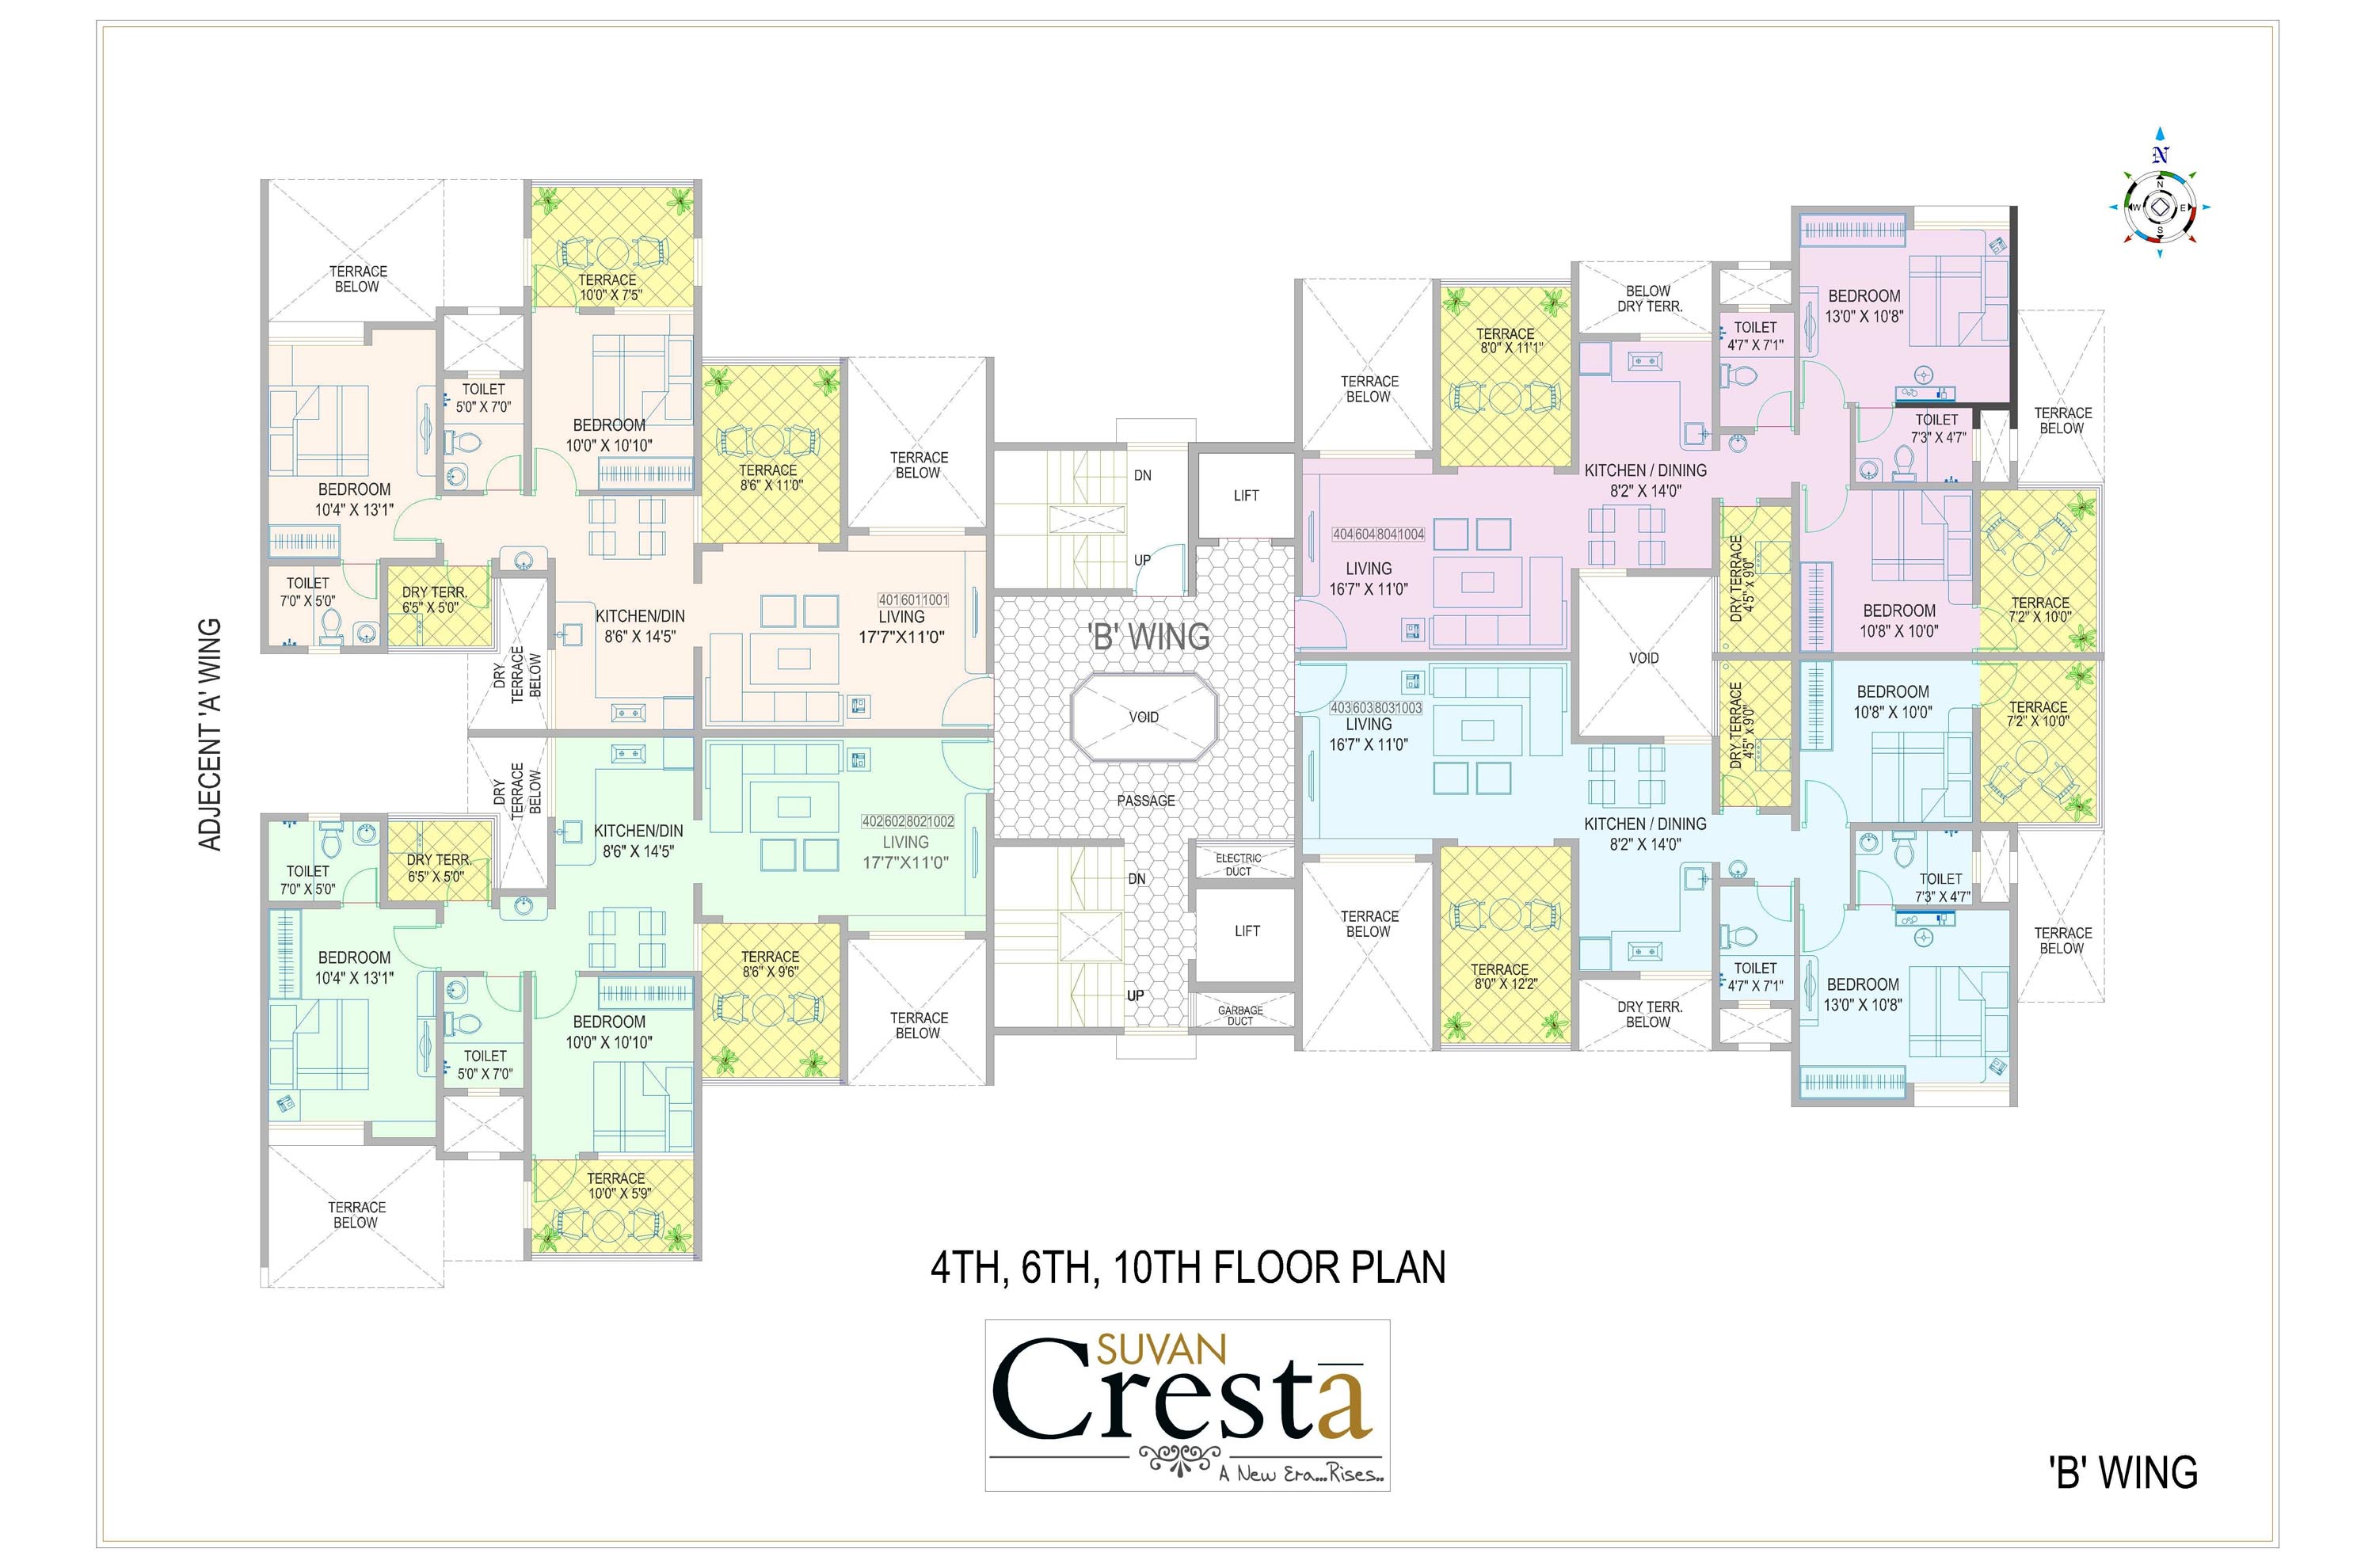 N
N
W
E
S
TERRACE
BELOW
TERRACE
10'0" X 7'5"
TOILET
5'0" X 7'0"
BEDROOM
10'0" X 10'10"
BEDROOM
10'4" X 13'1"
TERRACE
8'6" X 11'0"
TERRACE
BELOW
TOILET
7'0" X 5'0"
DRY TERR.
6'5" X 5'0"
DRY
TERRACE
BELOW
KITCHEN/DIN
8'6" X 14'5"
401 601 1001
LIVING
17'7"X11'0"
ADJECENT 'A' WING
DRY
TERRACE
BELOW
KITCHEN/DIN
8'6" X 14'5"
402 602 802 1002
LIVING
17'7"X11'0"
TOILET
7'0" X 5'0"
DRY TERR.
6'5" X 5'0"
BEDROOM
10'4" X 13'1"
TOILET
5'0" X 7'0"
BEDROOM
10'0" X 10'10"
TERRACE
8'6" X 9'6"
TERRACE
BELOW
TERRACE
BELOW
TERRACE
10'0" X 5'9"
DN
LIFT
UP
'B' WING
VOID
PASSAGE
ELECTRIC
DUCT
DN
LIFT
UP
GARBAGE
DUCT
TERRACE
BELOW
TERRACE
8'0" X 11'1"
BELOW
DRY TERR.
TOILET
4'7" X 7'1"
BEDROOM
13'0" X 10'8"
TERRACE
BELOW
TOILET
7'3" X 4'7"
KITCHEN / DINING
8'2" X 14'0"
404 604 804 1004
LIVING
16'7" X 11'0"
DRY TERRACE
4'5" X 9'0"
BEDROOM
10'8" X 10'0"
TERRACE
7'2" X 10'0"
VOID
403 603 803 1003
LIVING
16'7" X 11'0"
DRY TERRACE
4'5" X 9'0"
BEDROOM
10'8" X 10'0"
TERRACE
7'2" X 10'0"
KITCHEN / DINING
8'2" X 14'0"
TOILET
7'3" X 4'7"
TERRACE
BELOW
TERRACE
8'0" X 12'2"
DRY TERR.
BELOW
TOILET
4'7" X 7'1"
BEDROOM
13'0" X 10'8"
TERRACE
BELOW
4TH, 6TH, 10TH FLOOR PLAN
SUVAN
Cresta
A New Era...Rises..
'B' WING